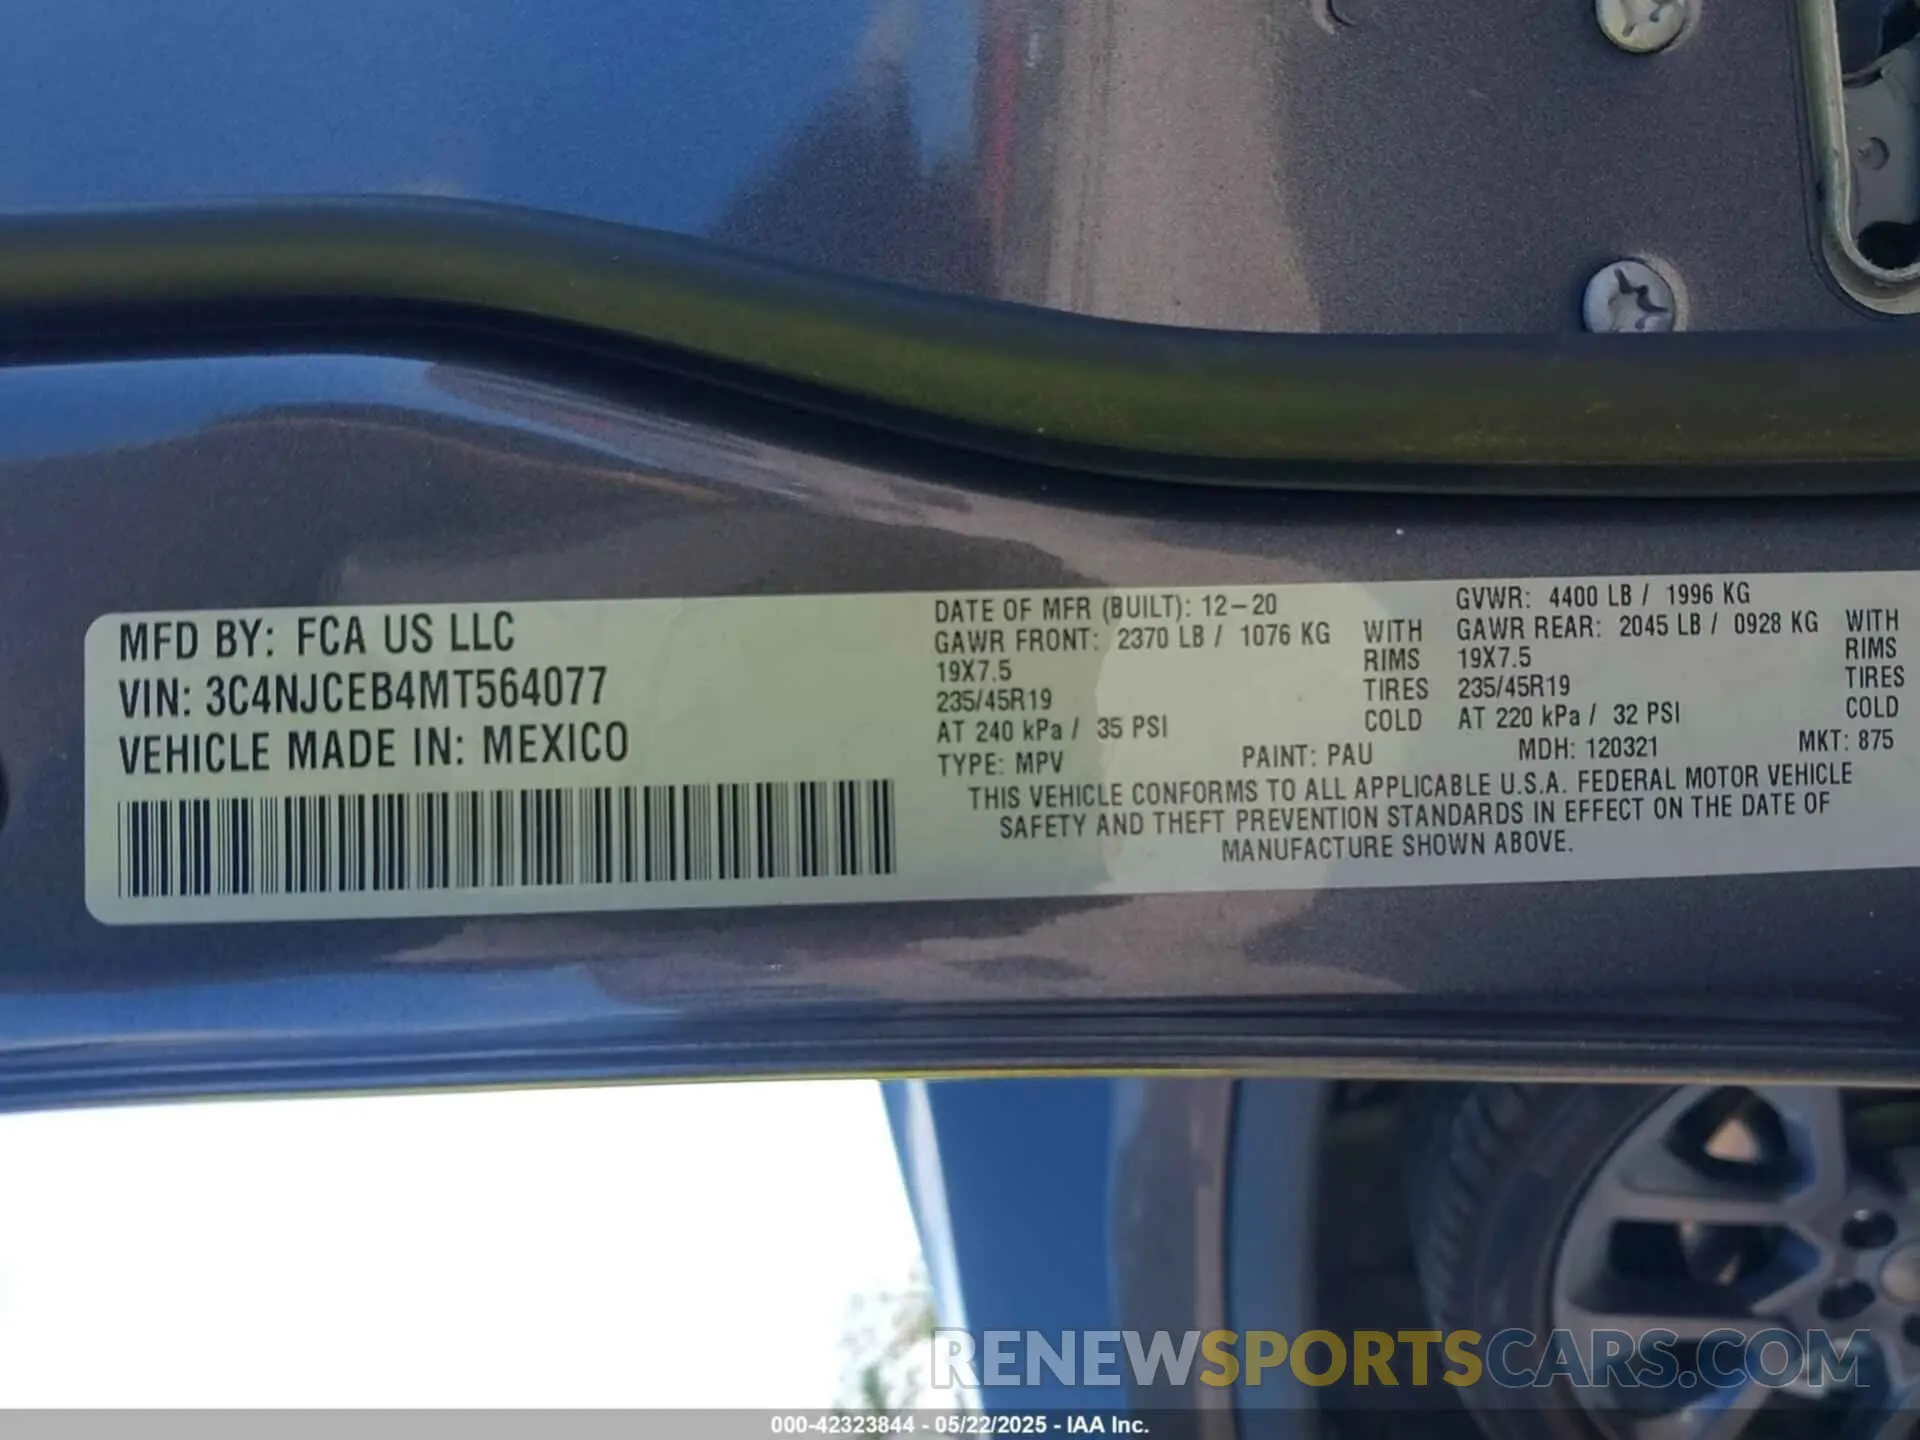 MFD BY: FCA US LLC
VIN: 3C4NJCEB4MT564077
VEHICLE MADE IN: MEXICO
DATE OF MFR (BUILT): 12-20
GAWR FRONT: 2370 LB / 1076 KG WITH
19X7.5 RIMS
235/45R19 TIRES
AT 240 kPa / 35 PSI COLD
GVWR: 4400 LB / 1996 KG
GAWR REAR: 2045 LB / 0928 KG WITH
19X7.5 RIMS
235/45R19 TIRES
AT 220 kPa / 32 PSI COLD
TYPE: MPV PAINT: PAU MDH: 120321 MKT: 875
THIS VEHICLE CONFORMS TO ALL APPLICABLE U.S.A. FEDERAL MOTOR VEHICLE
SAFETY AND THEFT PREVENTION STANDARDS IN EFFECT ON THE DATE OF
MANUFACTURE SHOWN ABOVE.
RENEWSPORTSCARS.COM
000-42323844 - 05/22/2025 - IAA Inc.